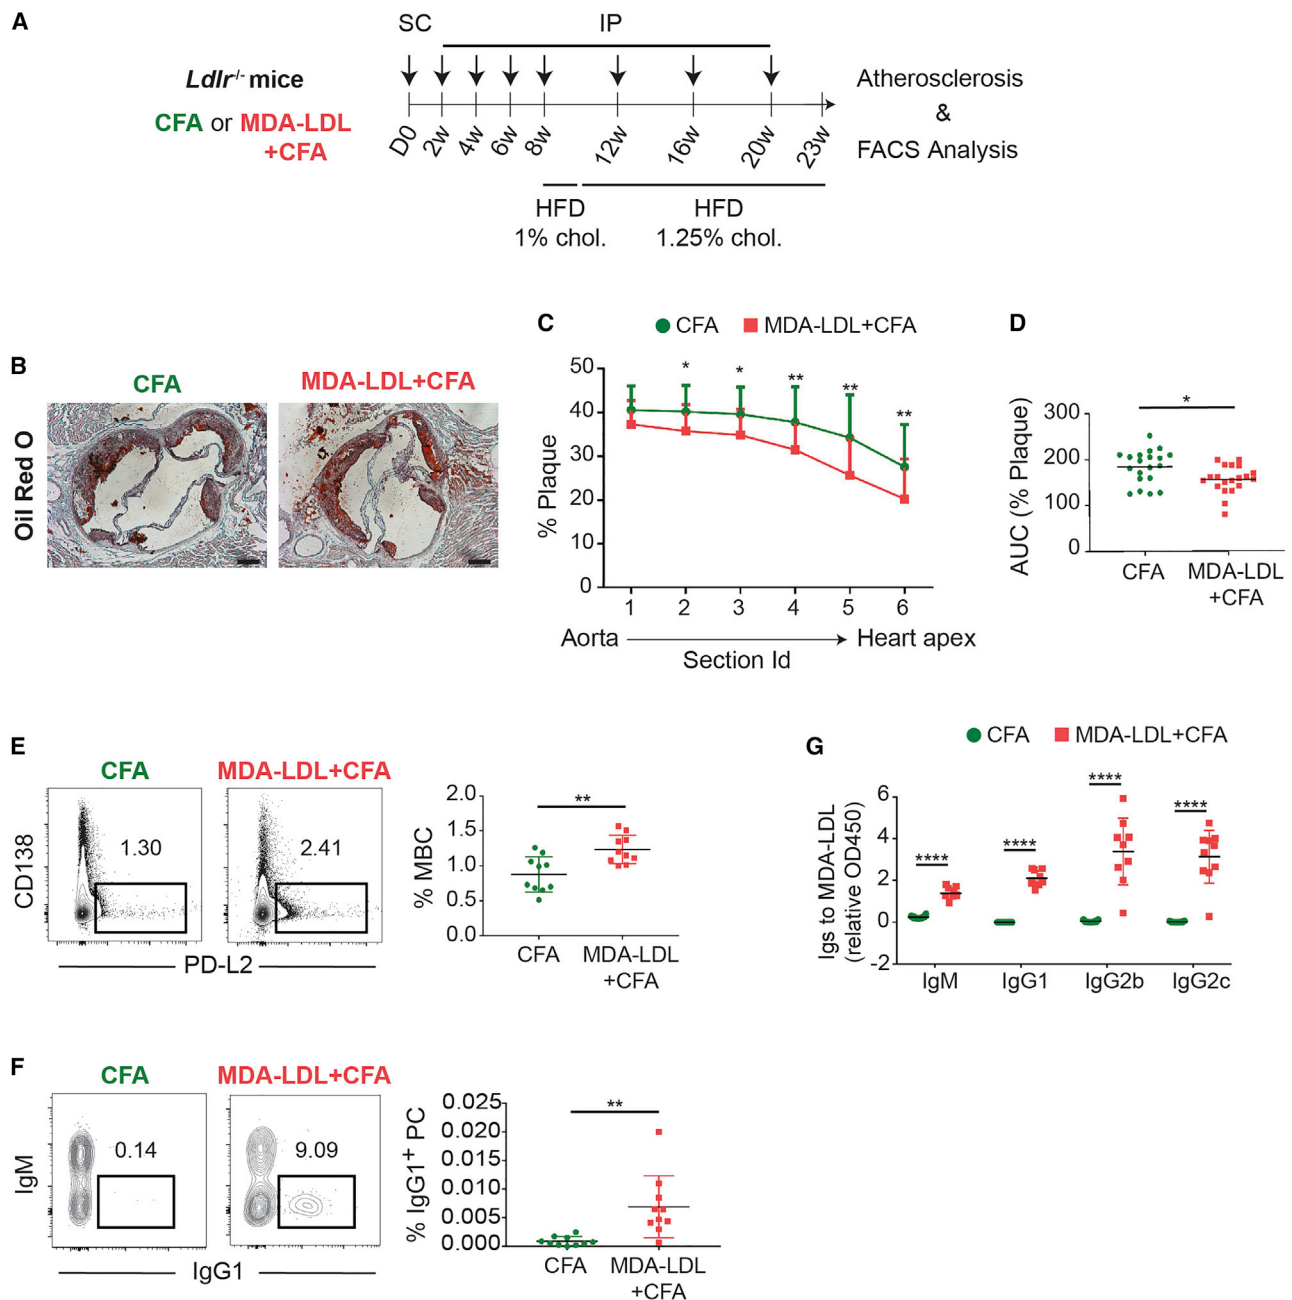 A
SC
IP
Ldlr-/- mice
CFA or MDA-LDL
+CFA
D0
2w
4w
6w
8w
12w
16w
20w
23w
HFD
1% chol.
HFD
1.25% chol.
Atherosclerosis
&
FACS Analysis
B
CFA
MDA-LDL+CFA
Oil Red O
C
CFA
MDA-LDL+CFA
% Plaque
50
40
30
20
10
0
*
*
**
**
**
1
2
3
4
5
6
Aorta
Heart apex
Section Id
D
AUC (% Plaque)
300
200
100
0
*
CFA
MDA-LDL
+CFA
E
CFA
MDA-LDL+CFA
CD138
1.30
2.41
PD-L2
% MBC
2.0
1.5
1.0
0.5
0.0
**
CFA
MDA-LDL
+CFA
F
CFA
MDA-LDL+CFA
IgM
0.14
9.09
IgG1
% IgG1+ PC
0.025
0.020
0.015
0.010
0.005
0.000
**
CFA
MDA-LDL
+CFA
G
CFA
MDA-LDL+CFA
Igs to MDA-LDL
(relative OD450)
6
4
2
0
-2
****
****
****
****
IgM
IgG1
IgG2b
IgG2c